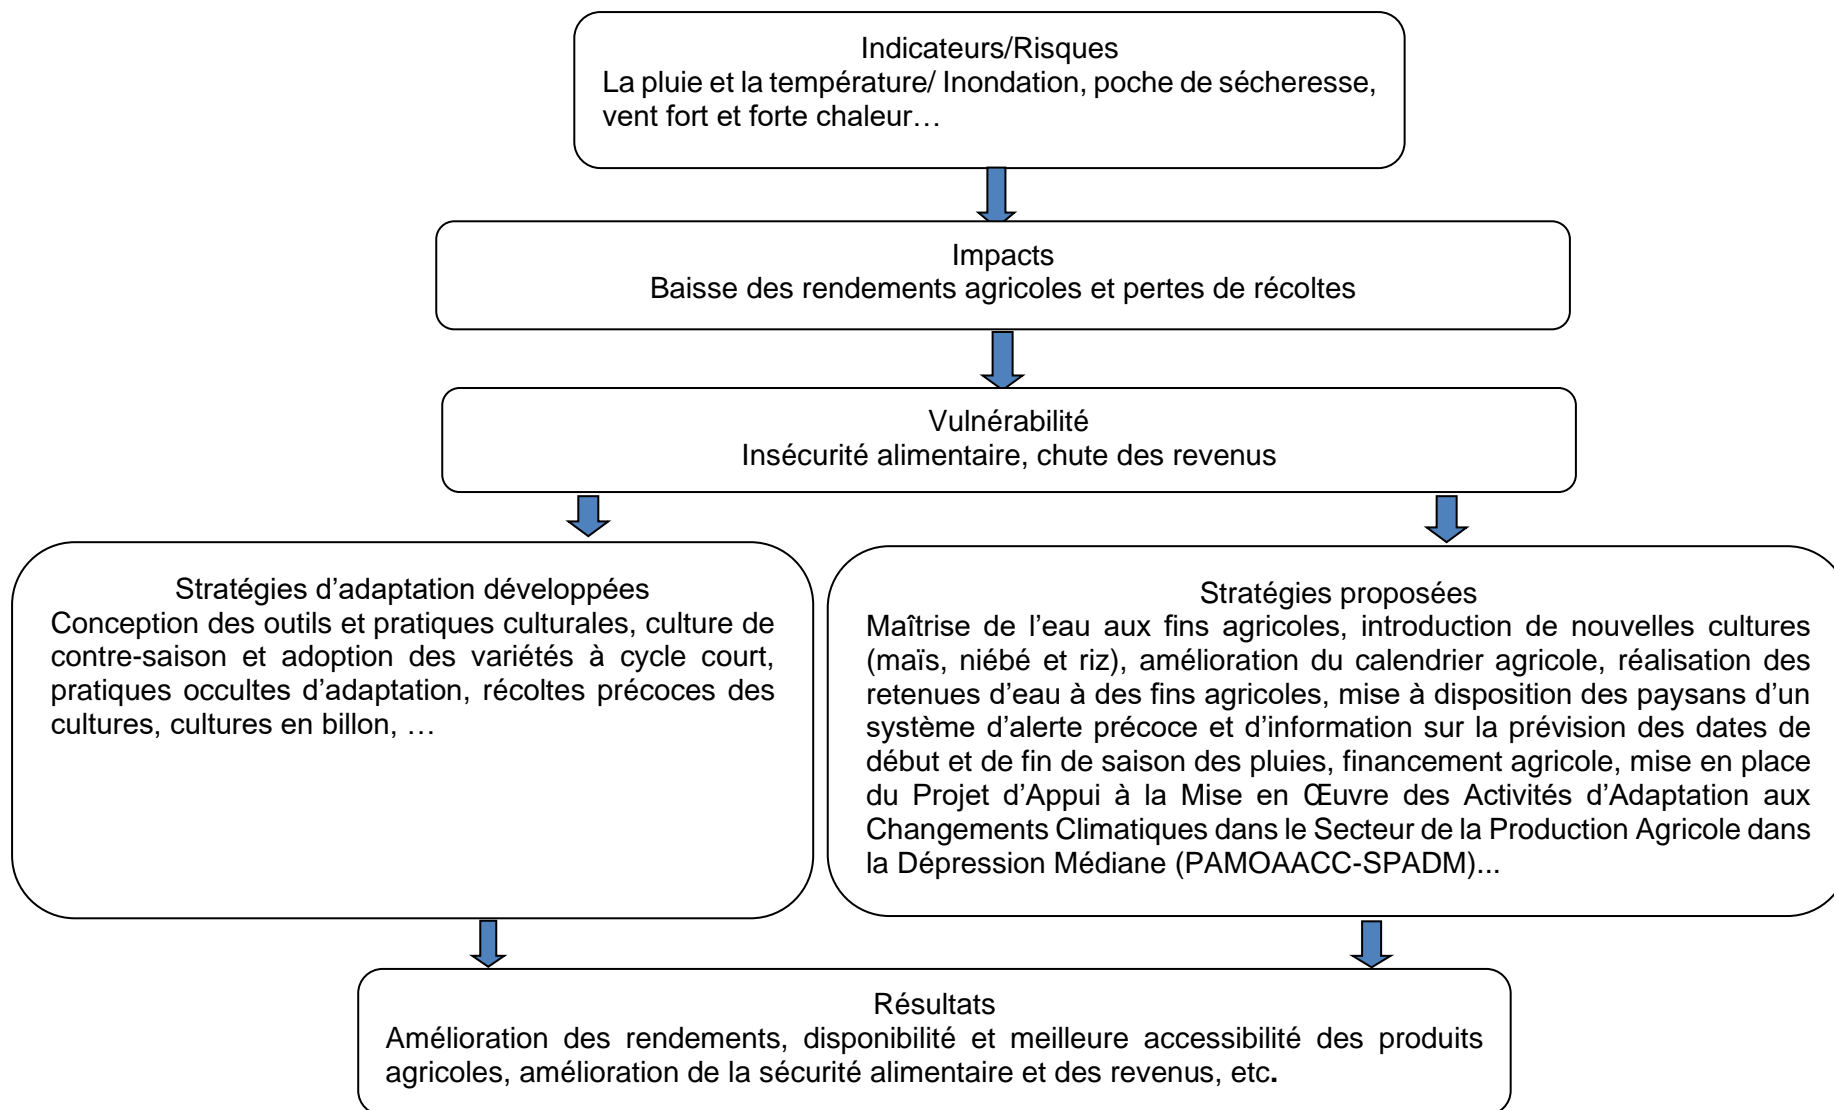 Indicateurs/Risques
La pluie et la température/ Inondation, poche de sécheresse,
vent fort et forte chaleur…
Impacts
Baisse des rendements agricoles et pertes de récoltes
Vulnérabilité
Insécurité alimentaire, chute des revenus
Stratégies d’adaptation développées
Conception des outils et pratiques culturales, culture de
contre-saison et adoption des variétés à cycle court,
pratiques occultes d’adaptation, récoltes précoces des
cultures, cultures en billon, …
Stratégies proposées
Maîtrise de l’eau aux fins agricoles, introduction de nouvelles cultures
(maïs, niébé et riz), amélioration du calendrier agricole, réalisation des
retenues d’eau à des fins agricoles, mise à disposition des paysans d’un
système d’alerte précoce et d’information sur la prévision des dates de
début et de fin de saison des pluies, financement agricole, mise en place
du Projet d’Appui à la Mise en Œuvre des Activités d’Adaptation aux
Changements Climatiques dans le Secteur de la Production Agricole dans
la Dépression Médiane (PAMOAACC-SPADM)...
Résultats
Amélioration des rendements, disponibilité et meilleure accessibilité des produits
agricoles, amélioration de la sécurité alimentaire et des revenus, etc.